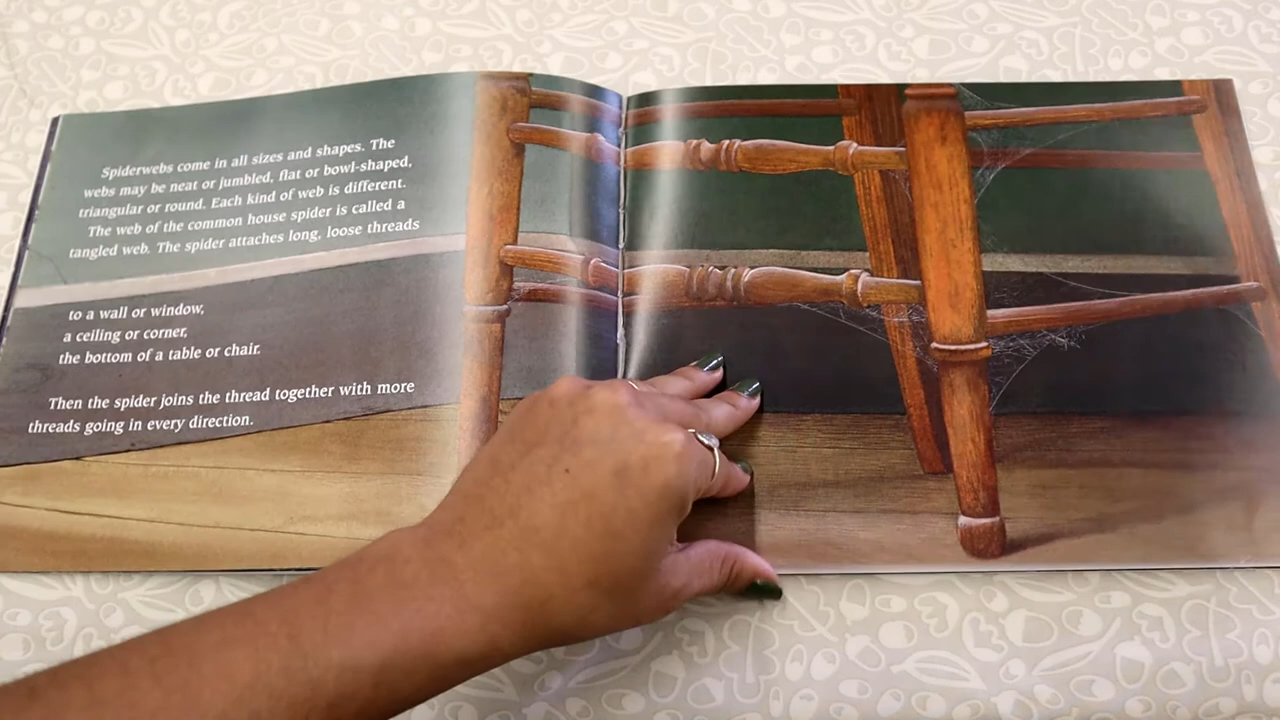 Spiderwebs come in all sizes and shapes. The
webs may be neat or jumbled, flat or bowl-shaped,
triangular or round. Each kind of web is different.
The web of the common house spider is called a
tangled web. The spider attaches long, loose threads
to a wall or window,
a ceiling or corner,
the bottom of a table or chair.
Then the spider joins the thread together with more
threads going in every direction.